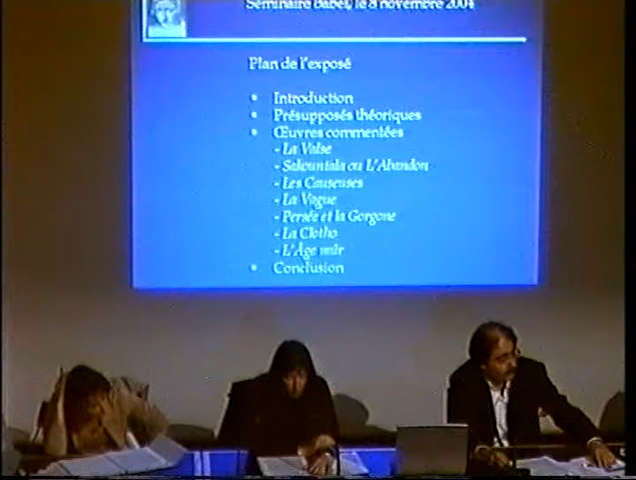 Séminaire Babel, le 8 novembre 2004
Plan de l'exposé
• Introduction
• Présupposés théoriques
• Œuvres commentées
- La Valse
- Sakountala ou L'Abandon
- Les Causeuses
- La Vague
- Persée et la Gorgone
- La Clotho
- L'Âge mûr
• Conclusion